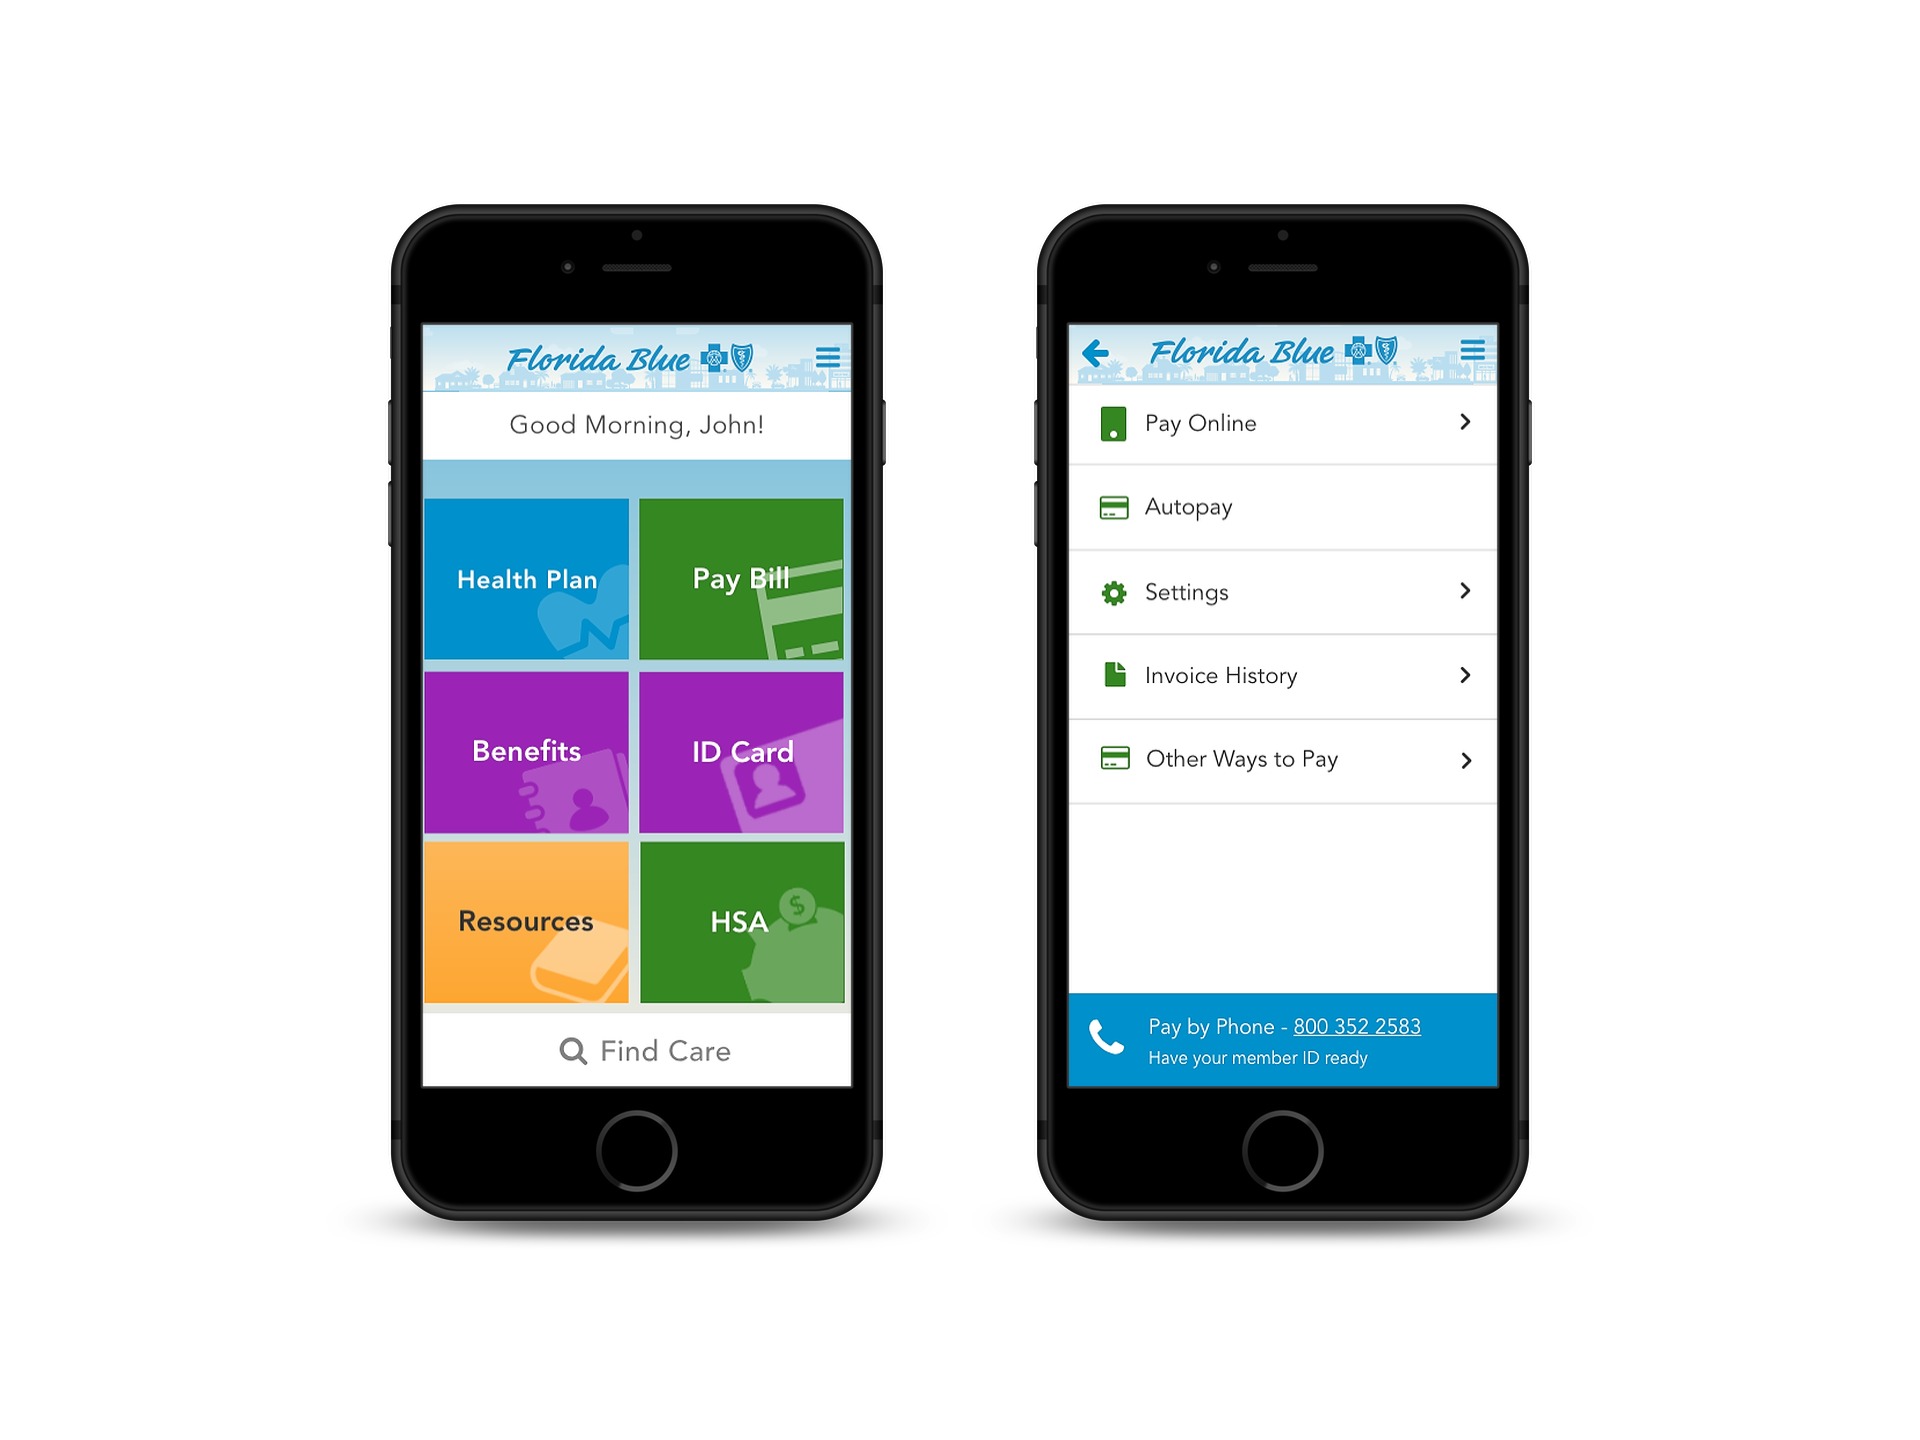 Florida Blue
Good Morning, John!
Health Plan
Pay Bill
Benefits
ID Card
Resources
HSA
$
Find Care
Florida Blue
Pay Online
Autopay
Settings
Invoice History
Other Ways to Pay
Pay by Phone - 800 352 2583
Have your member ID ready